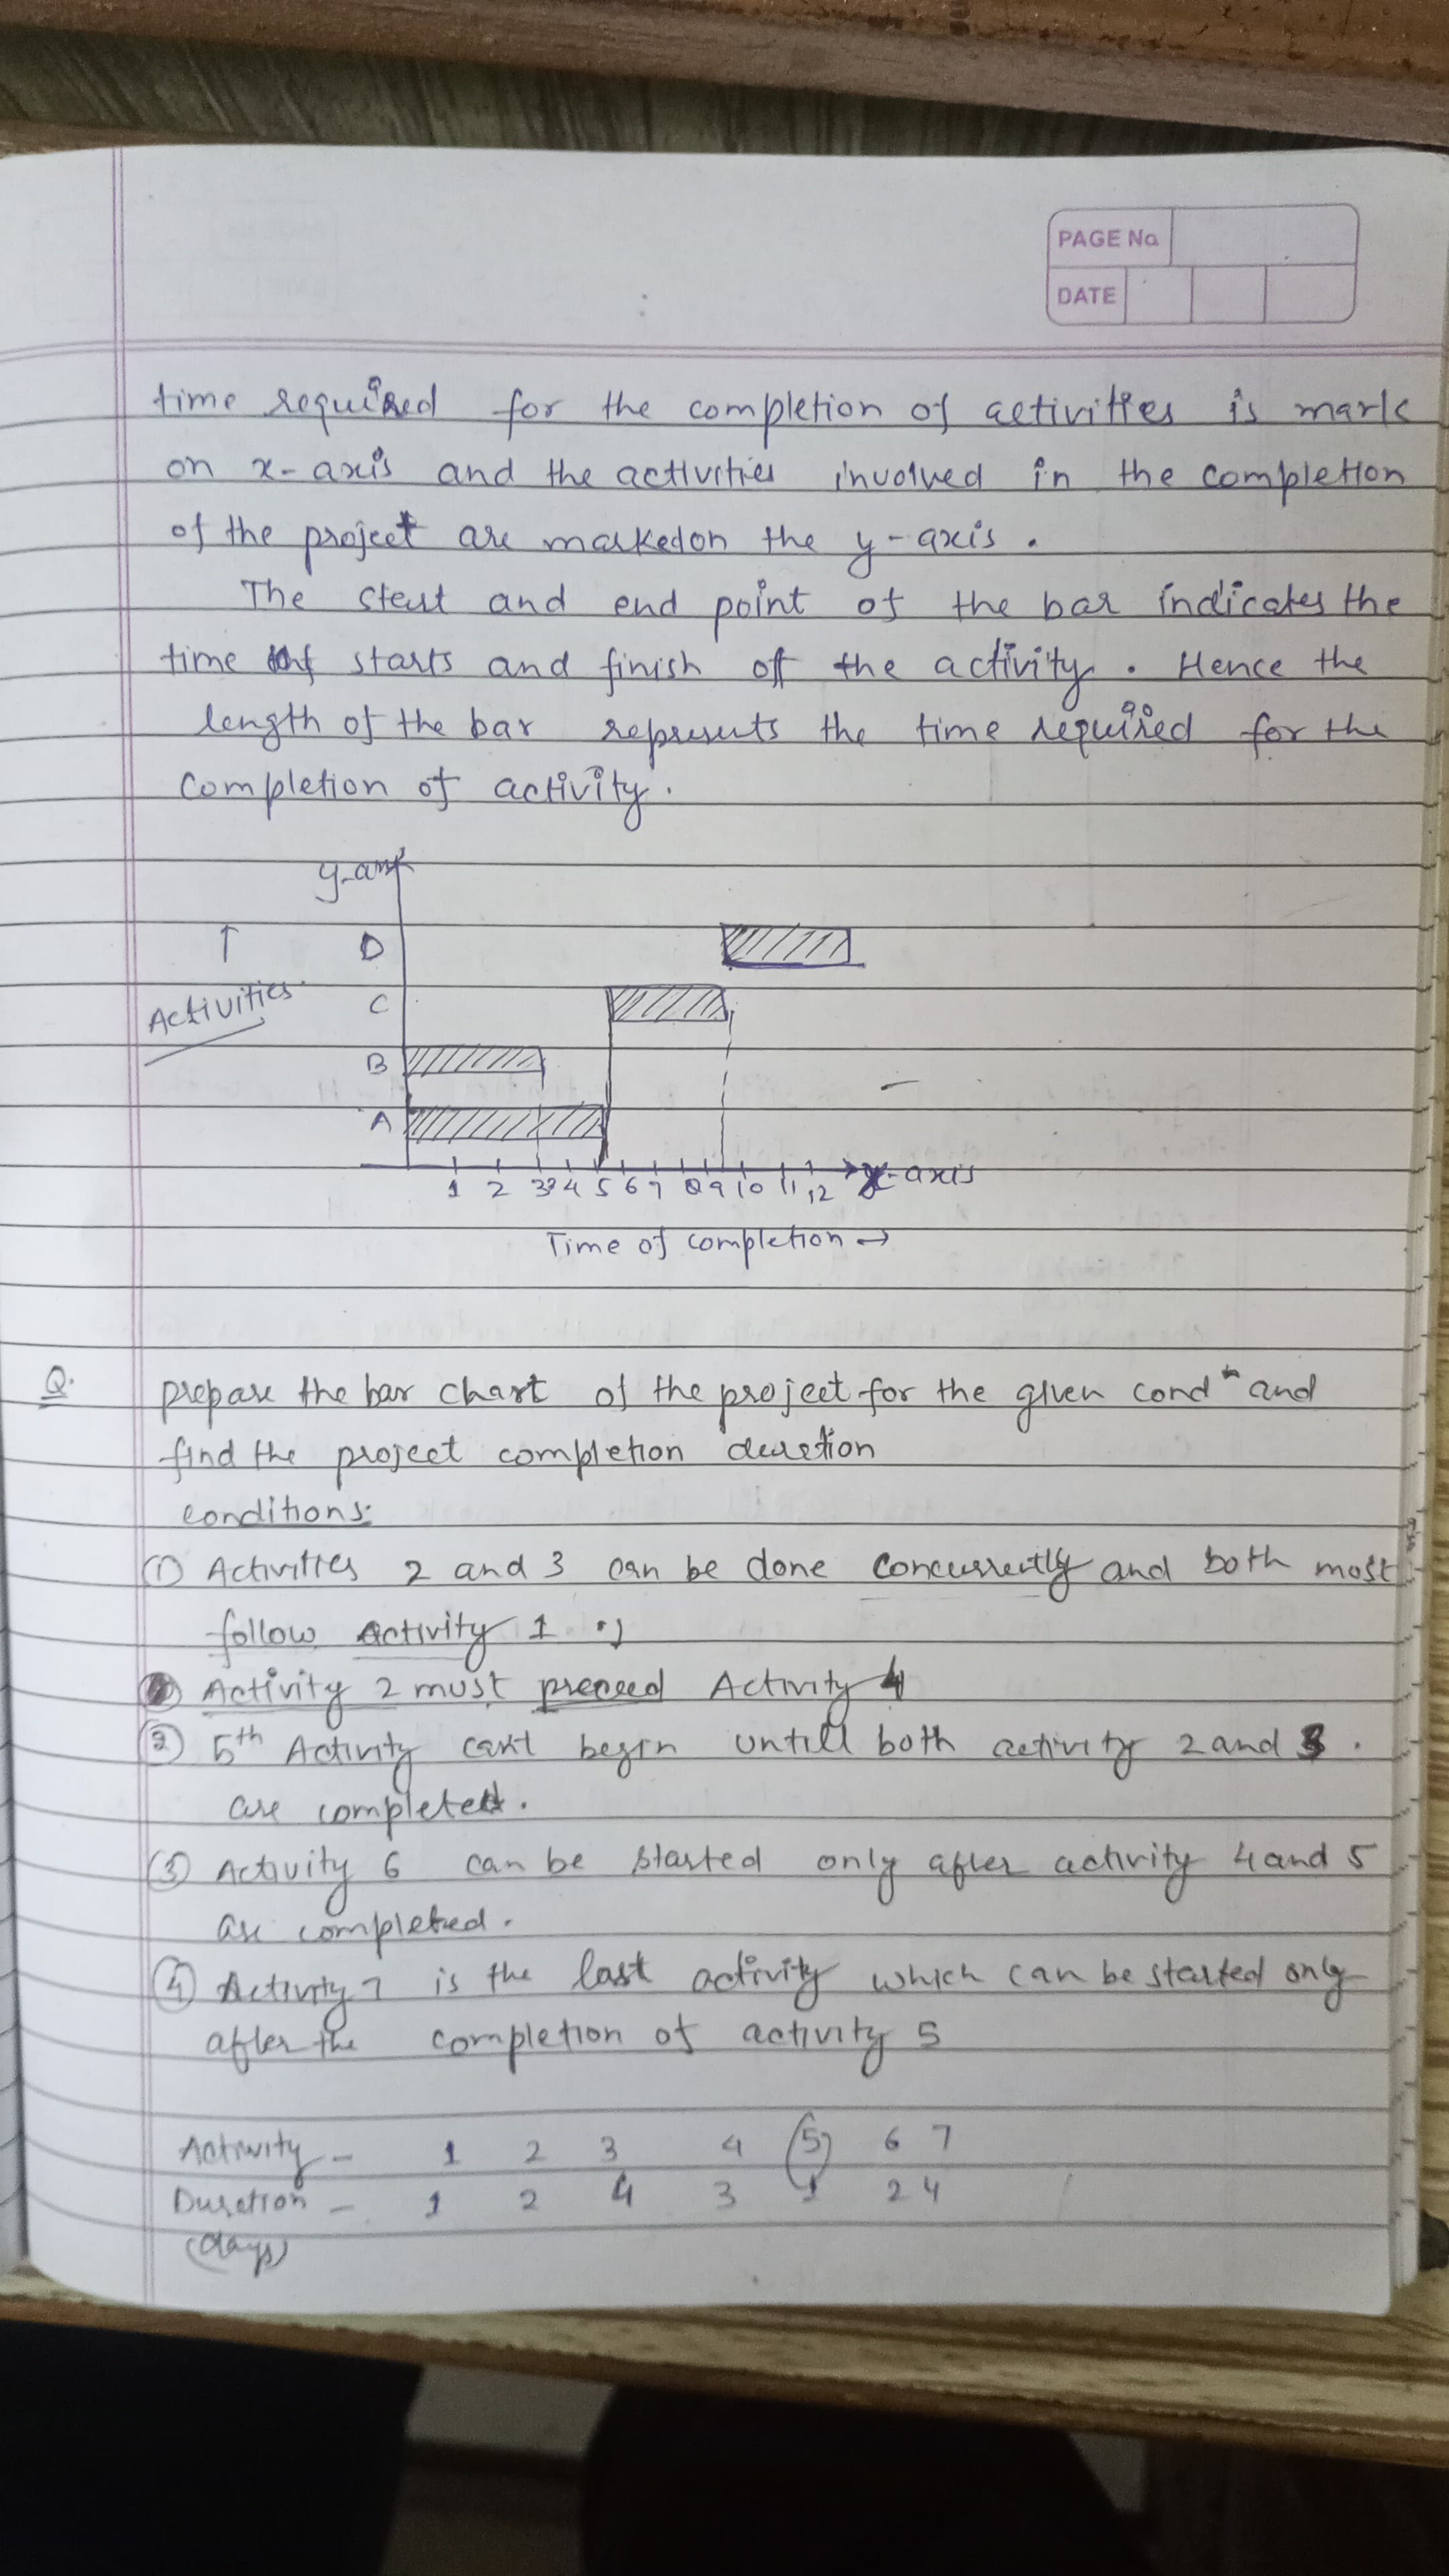 PAGE No
DATE
time required for the completion of activities is mark
on x-axis and the activities involved in the completion
of the project are marked on the y-axis.
The start and end point of the bar indicates the
time starts and finish off the activity. Hence the
length of the bar represents the time required for the
completion of activity.
D
C
Activities
B
A
1 2 3 4 5 6 7 8 9 10 11 12 x-axis
Time of completion →
Q. prepare the bar chart of the project for the given condn and
find the project completion duration
conditions:
① Activities 2 and 3 can be done concurrently and both most
follow activity 1
Activity 2 must preceed Activity 4
② 5th Activity can't begin untill both activity 2 and 3.
are completed.
③ Activity 6 can be started only after activity 4 and 5
are completed.
④ Activity 7 is the last activity which can be started only
after the completion of activity 5
Activity - 1 2 3 4 5 6 7
Duration - 1 2 4 3 1 2 4
(days)